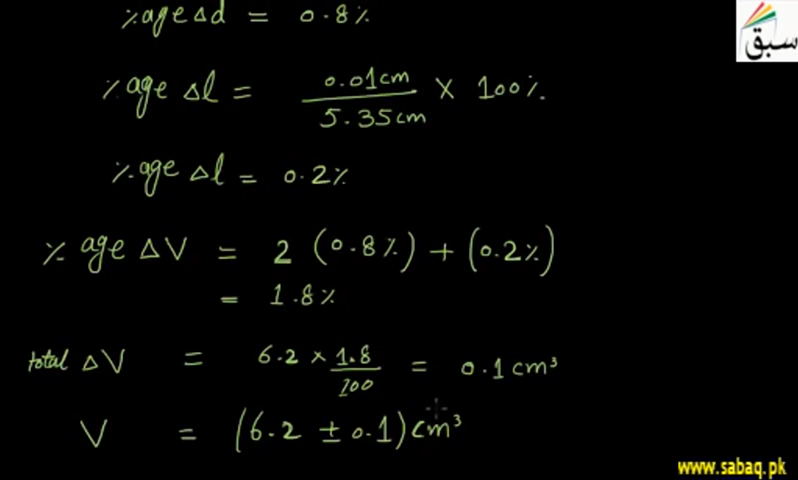 %age Δd = 0.8%
سبق
%age Δl = 0.01cm / 5.35cm × 100%
%age Δl = 0.2%
% age ΔV = 2 (0.8%) + (0.2%)
= 1.8%
total ΔV = 6.2 × 1.8 / 100 = 0.1 cm³
V = (6.2 ± 0.1) cm³
www.sabaq.pk